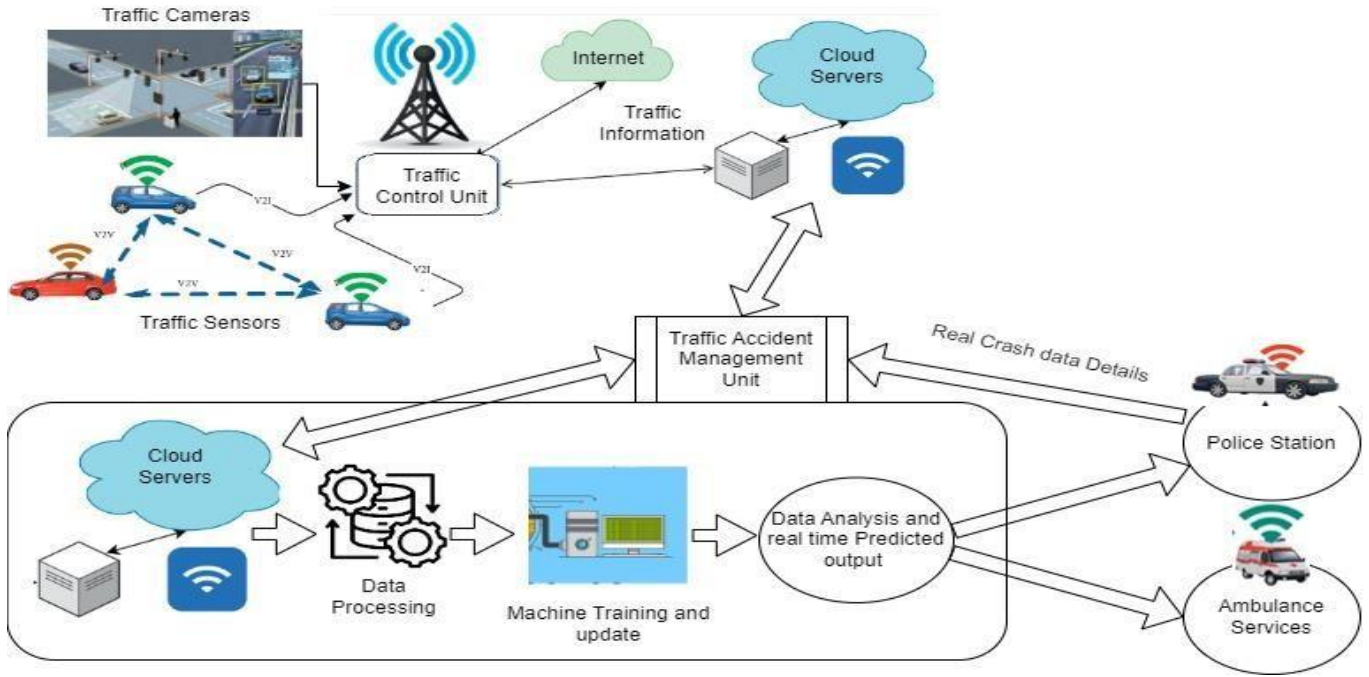 Traffic Cameras
Internet
Cloud
Servers
Traffic
Information
Traffic
Control Unit
V2I
V2V
V2V
V2I
V2V
Traffic Sensors
Traffic Accident
Management
Unit
Real Crash data Details
Police Station
Cloud
Servers
Data
Processing
Machine Training and
update
Data Analysis and
real time Predicted
output
Ambulance
Services